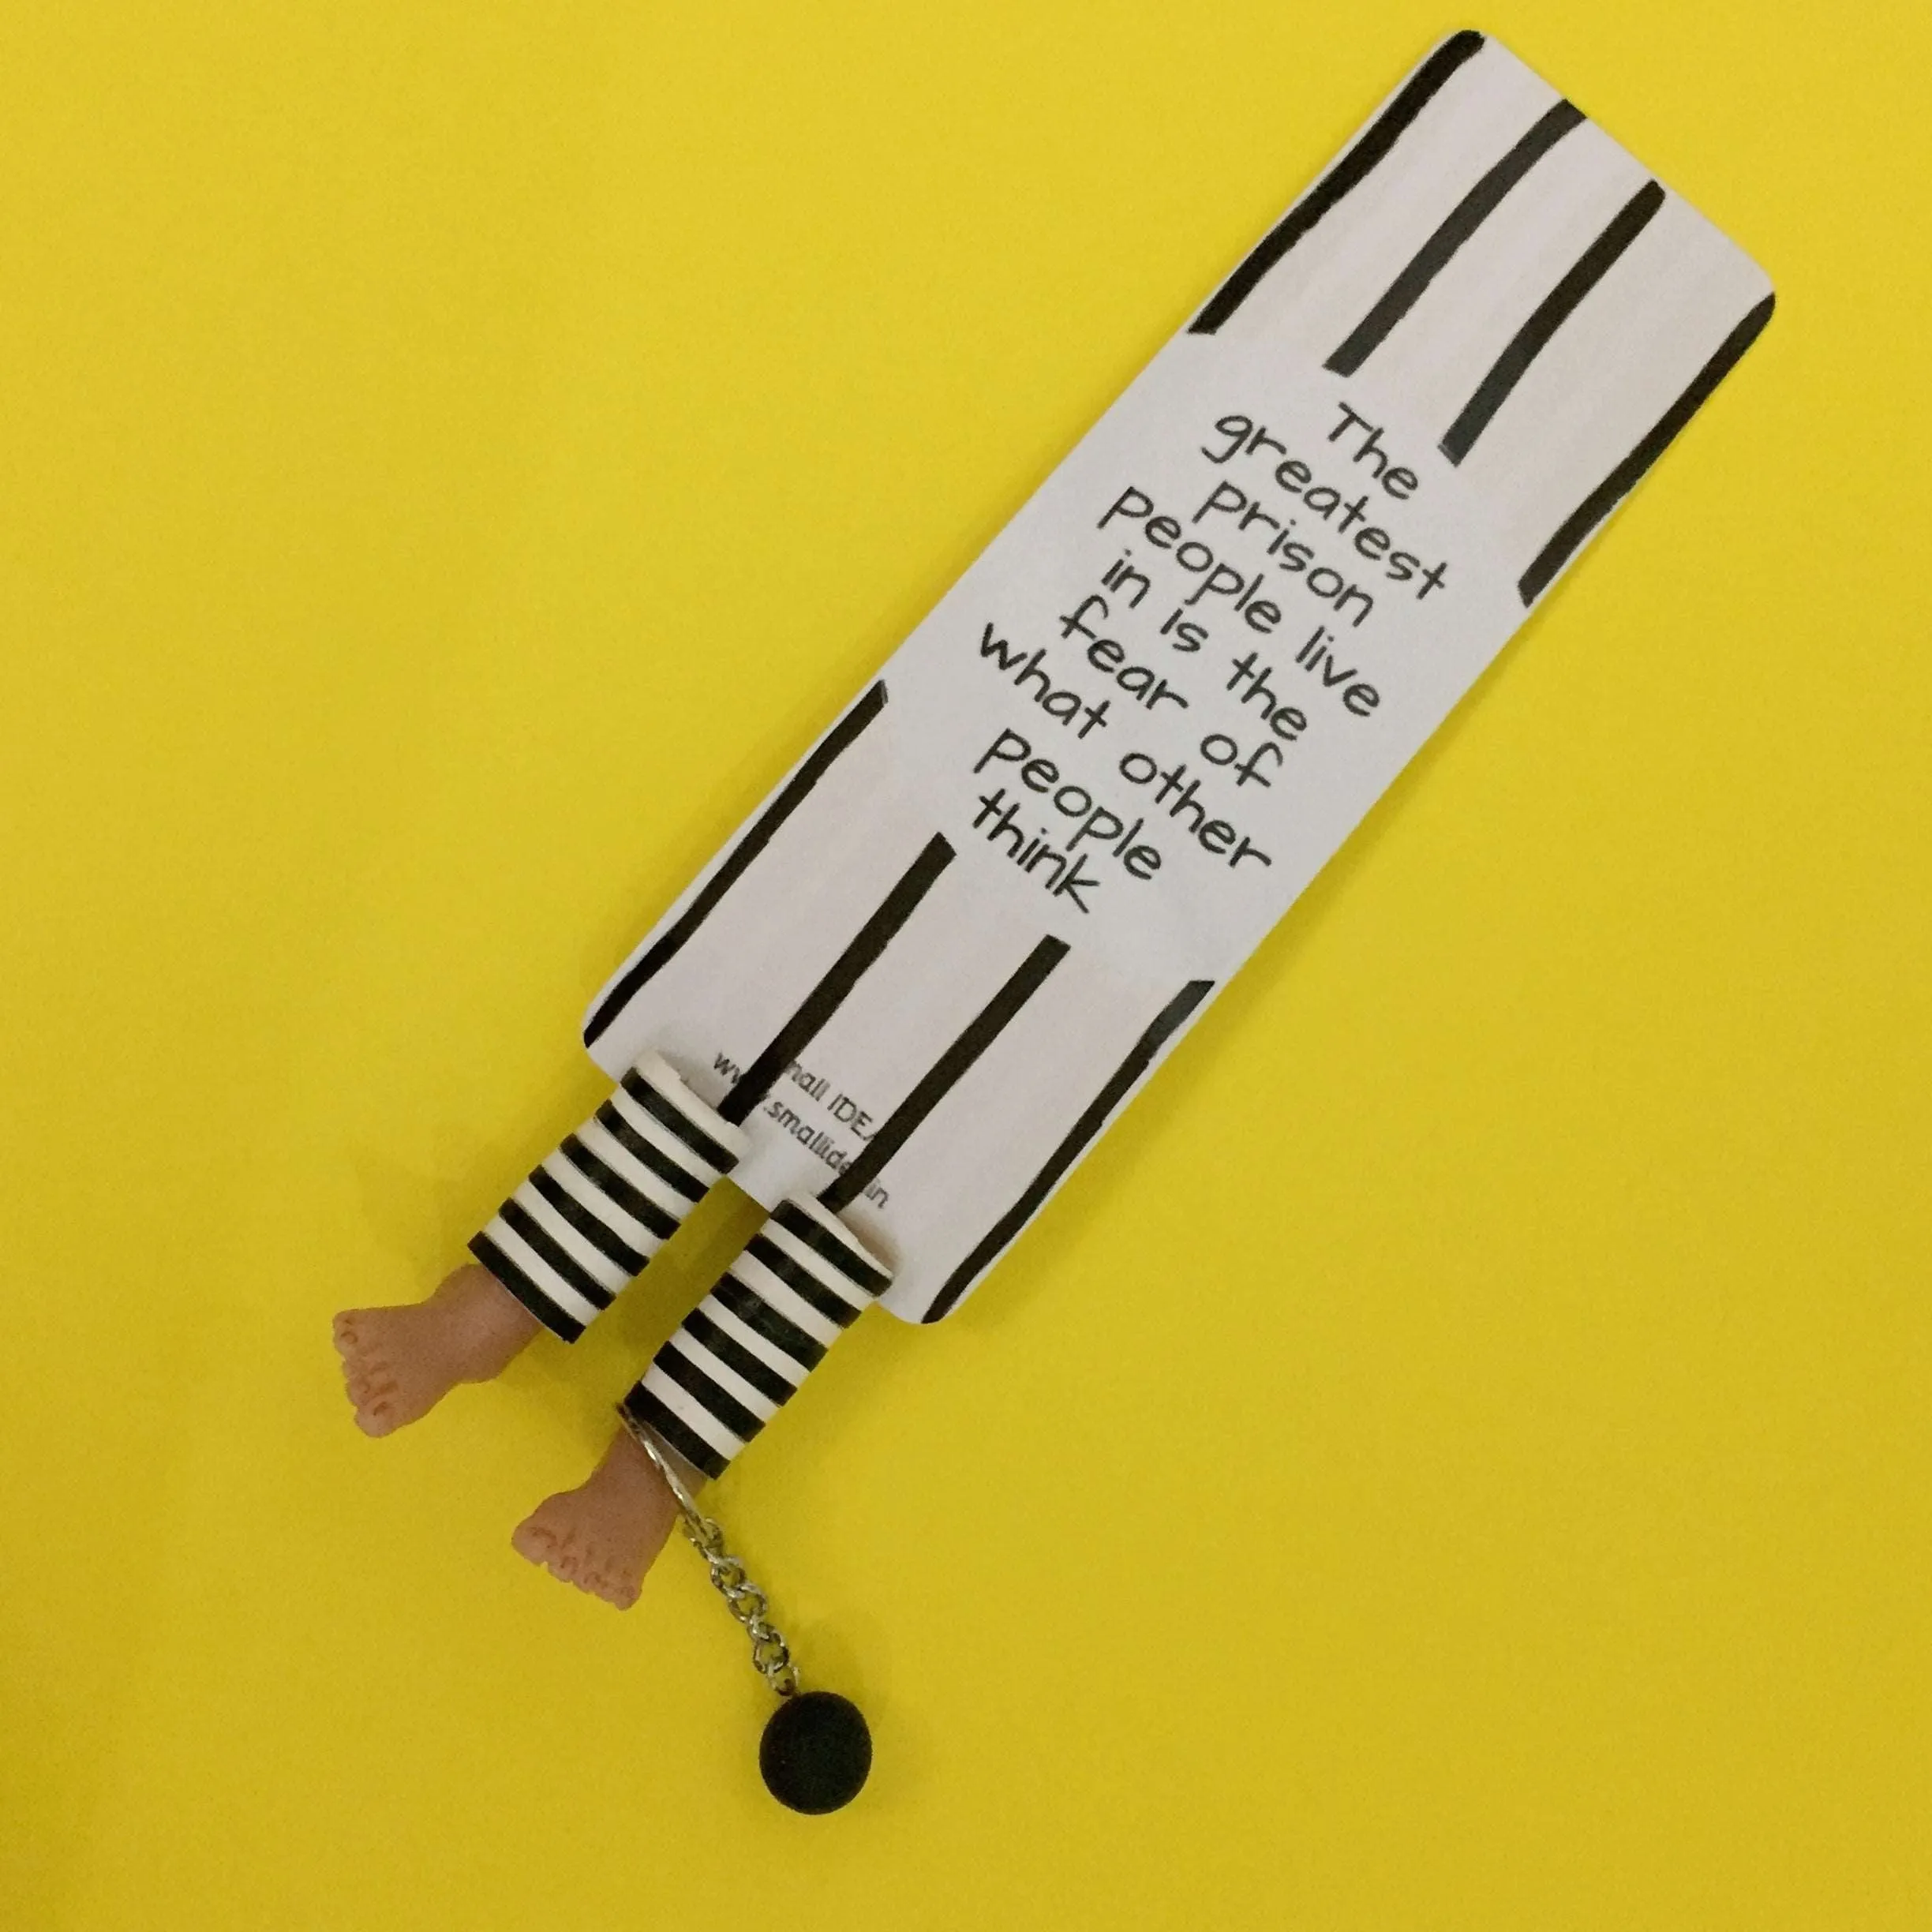 The
greatest
prison
people live
in is the
fear of
what other
people
think